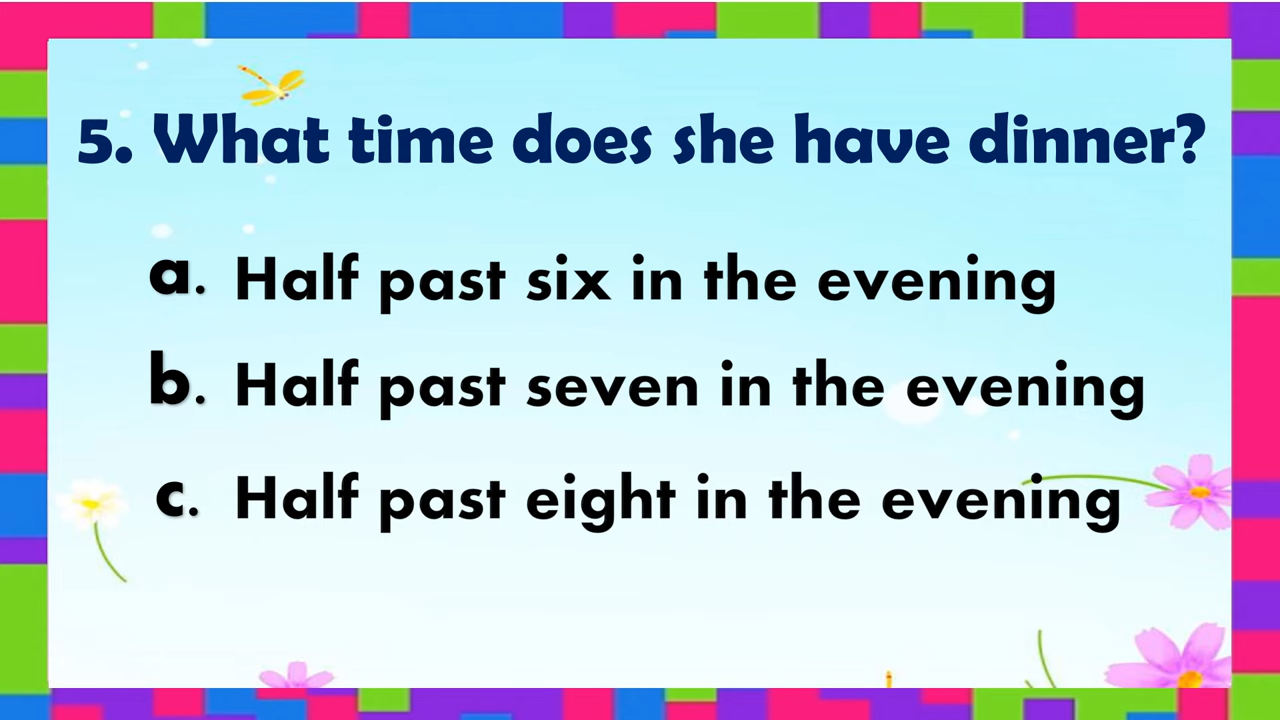 5. What time does she have dinner?
a. Half past six in the evening
b. Half past seven in the evening
c. Half past eight in the evening